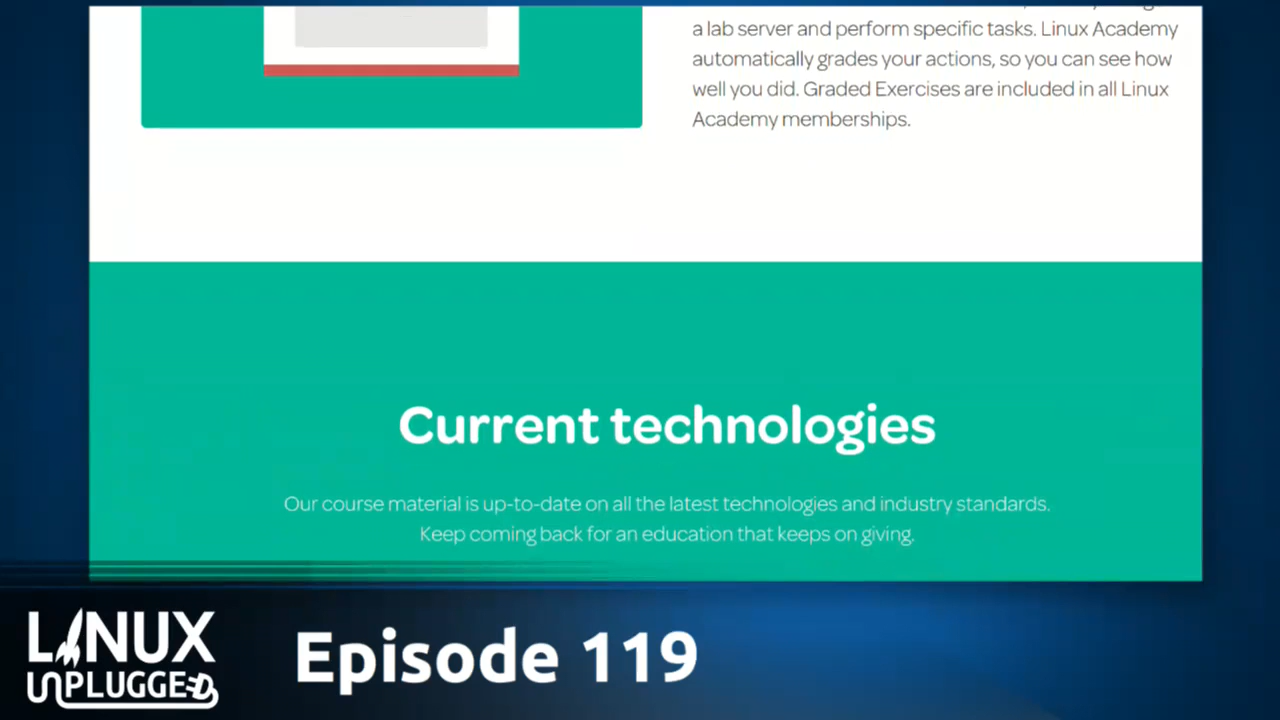 a lab server and perform specific tasks. Linux Academy
automatically grades your actions, so you can see how
well you did. Graded Exercises are included in all Linux
Academy memberships.
Current technologies
Our course material is up-to-date on all the latest technologies and industry standards.
Keep coming back for an education that keeps on giving.
LINUX
UNPLUGGED
Episode 119